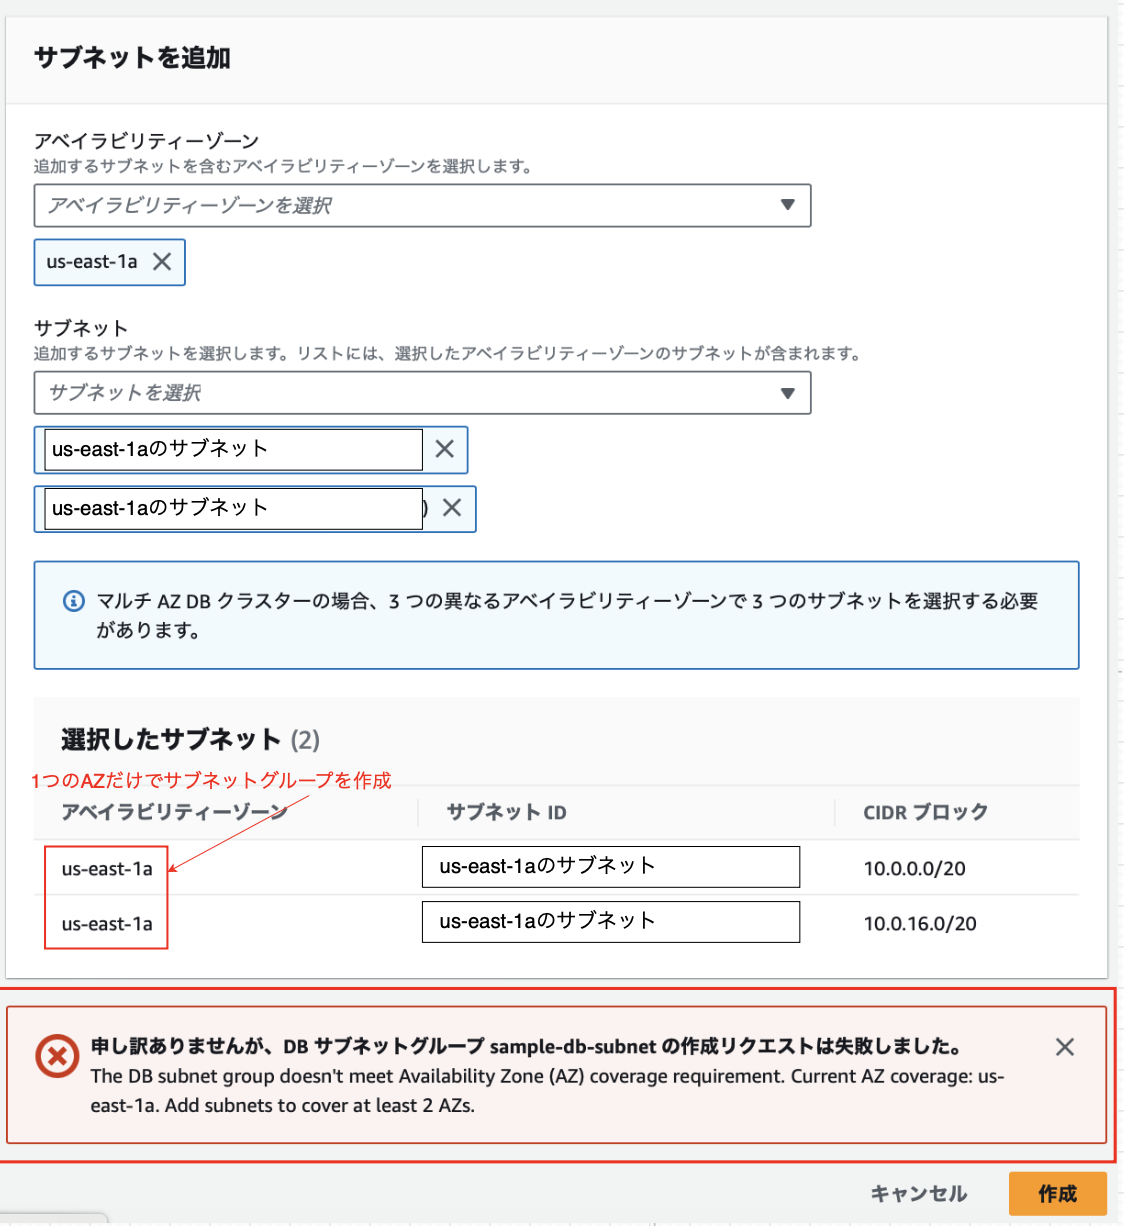 サブネットを追加
アベイラビリティーゾーン
追加するサブネットを含むアベイラビリティーゾーンを選択します。
アベイラビリティーゾーンを選択
us-east-1a
サブネット
追加するサブネットを選択します。リストには、選択したアベイラビリティーゾーンのサブネットが含まれます。
サブネットを選択
us-east-1aのサブネット
us-east-1aのサブネット )
マルチ AZ DB クラスターの場合、3 つの異なるアベイラビリティーゾーンで 3 つのサブネットを選択する必要
があります。
選択したサブネット (2)
1つのAZだけでサブネットグループを作成
アベイラビリティーゾーン サブネット ID CIDR ブロック
us-east-1a us-east-1aのサブネット 10.0.0.0/20
us-east-1a us-east-1aのサブネット 10.0.16.0/20
申し訳ありませんが、DB サブネットグループ sample-db-subnet の作成リクエストは失敗しました。
The DB subnet group doesn't meet Availability Zone (AZ) coverage requirement. Current AZ coverage: us-
east-1a. Add subnets to cover at least 2 AZs.
キャンセル 作成